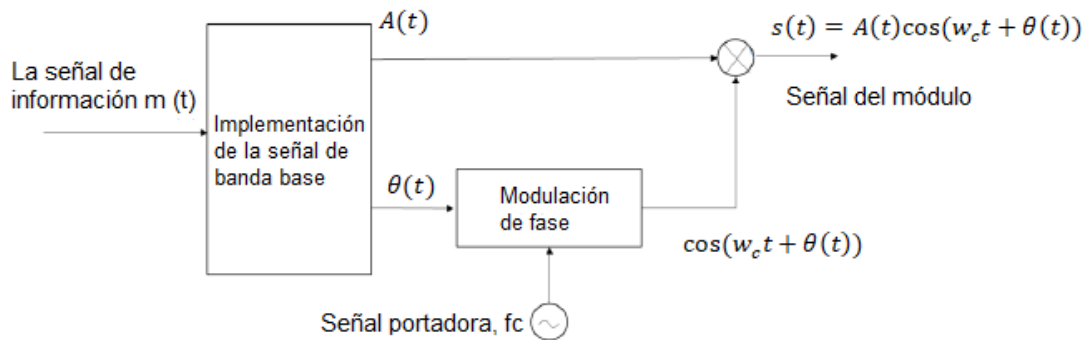 A(t)
s(t) = A(t)cos(w_c t + θ(t))
La señal de
información m (t)
Señal del módulo
Implementación
de la señal de
banda base
θ(t)
Modulación
de fase
cos(w_c t + θ(t))
Señal portadora, fc